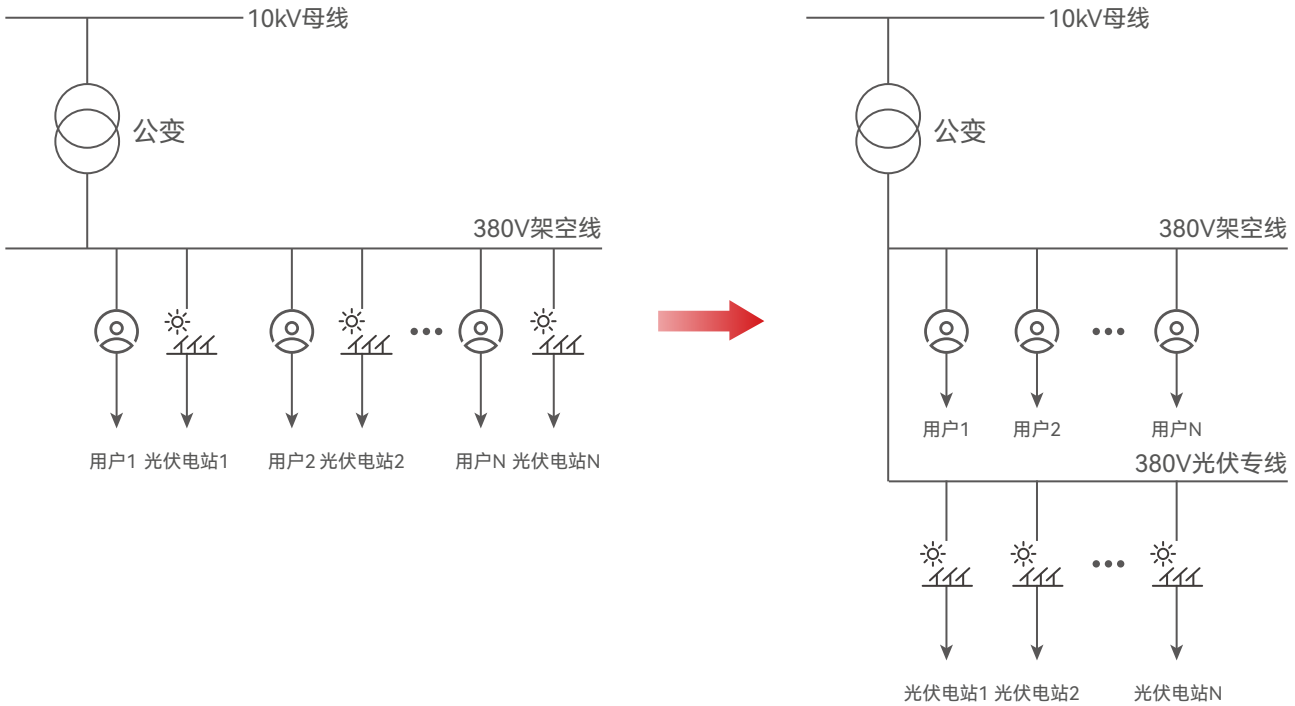 10kV母线
公变
380V架空线
用户1 光伏电站1 用户2 光伏电站2 用户N 光伏电站N
10kV母线
公变
380V架空线
用户1 用户2 用户N
380V光伏专线
光伏电站1 光伏电站2 光伏电站N